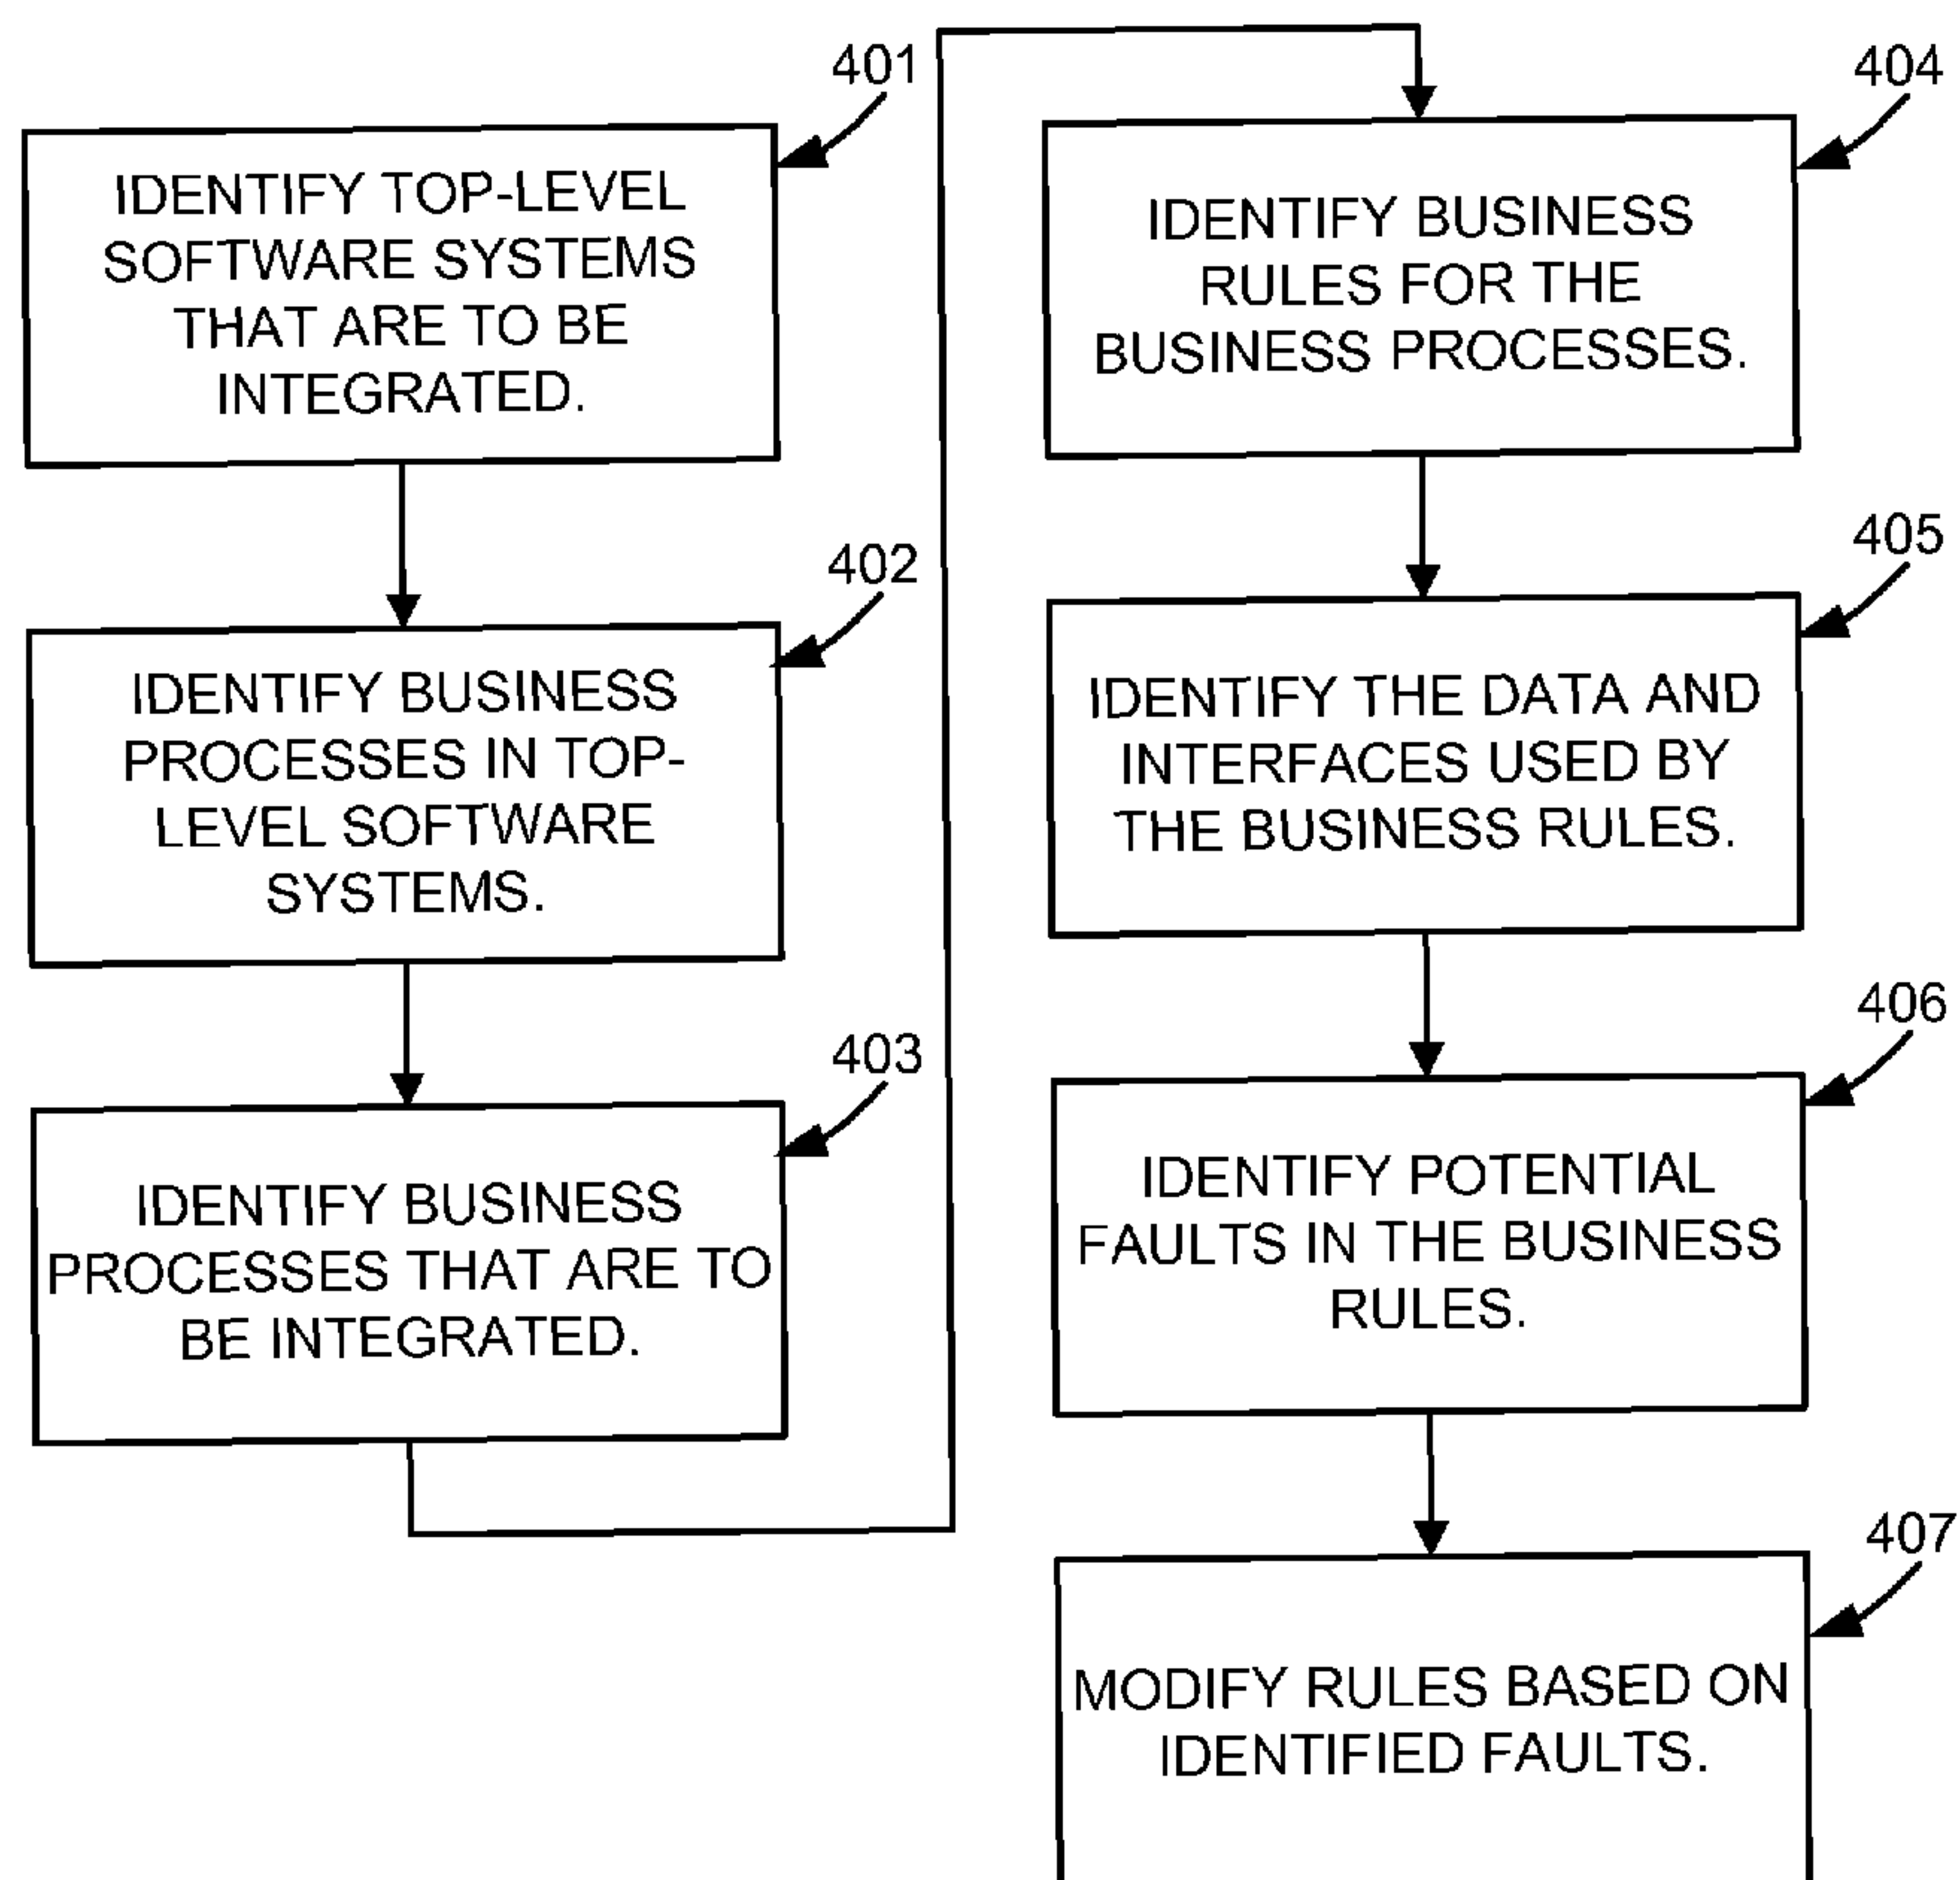 401
IDENTIFY TOP-LEVEL
SOFTWARE SYSTEMS
THAT ARE TO BE
INTEGRATED.
402
IDENTIFY BUSINESS
PROCESSES IN TOP-
LEVEL SOFTWARE
SYSTEMS.
403
IDENTIFY BUSINESS
PROCESSES THAT ARE TO
BE INTEGRATED.
404
IDENTIFY BUSINESS
RULES FOR THE
BUSINESS PROCESSES.
405
IDENTIFY THE DATA AND
INTERFACES USED BY
THE BUSINESS RULES.
406
IDENTIFY POTENTIAL
FAULTS IN THE BUSINESS
RULES.
407
MODIFY RULES BASED ON
IDENTIFIED FAULTS.